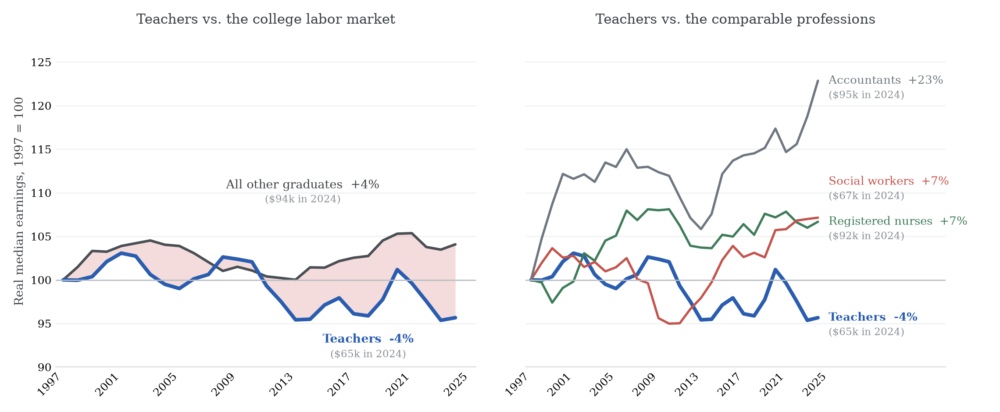 Teachers vs. the college labor market
Real median earnings, 1997 = 100
125
120
115
110
105
100
95
90
All other graduates +4%
($94k in 2024)
Teachers -4%
($65k in 2024)
1997
2001
2005
2009
2013
2017
2021
2025
Teachers vs. the comparable professions
Accountants +23%
($95k in 2024)
Social workers +7%
($67k in 2024)
Registered nurses +7%
($92k in 2024)
Teachers -4%
($65k in 2024)
1997
2001
2005
2009
2013
2017
2021
2025